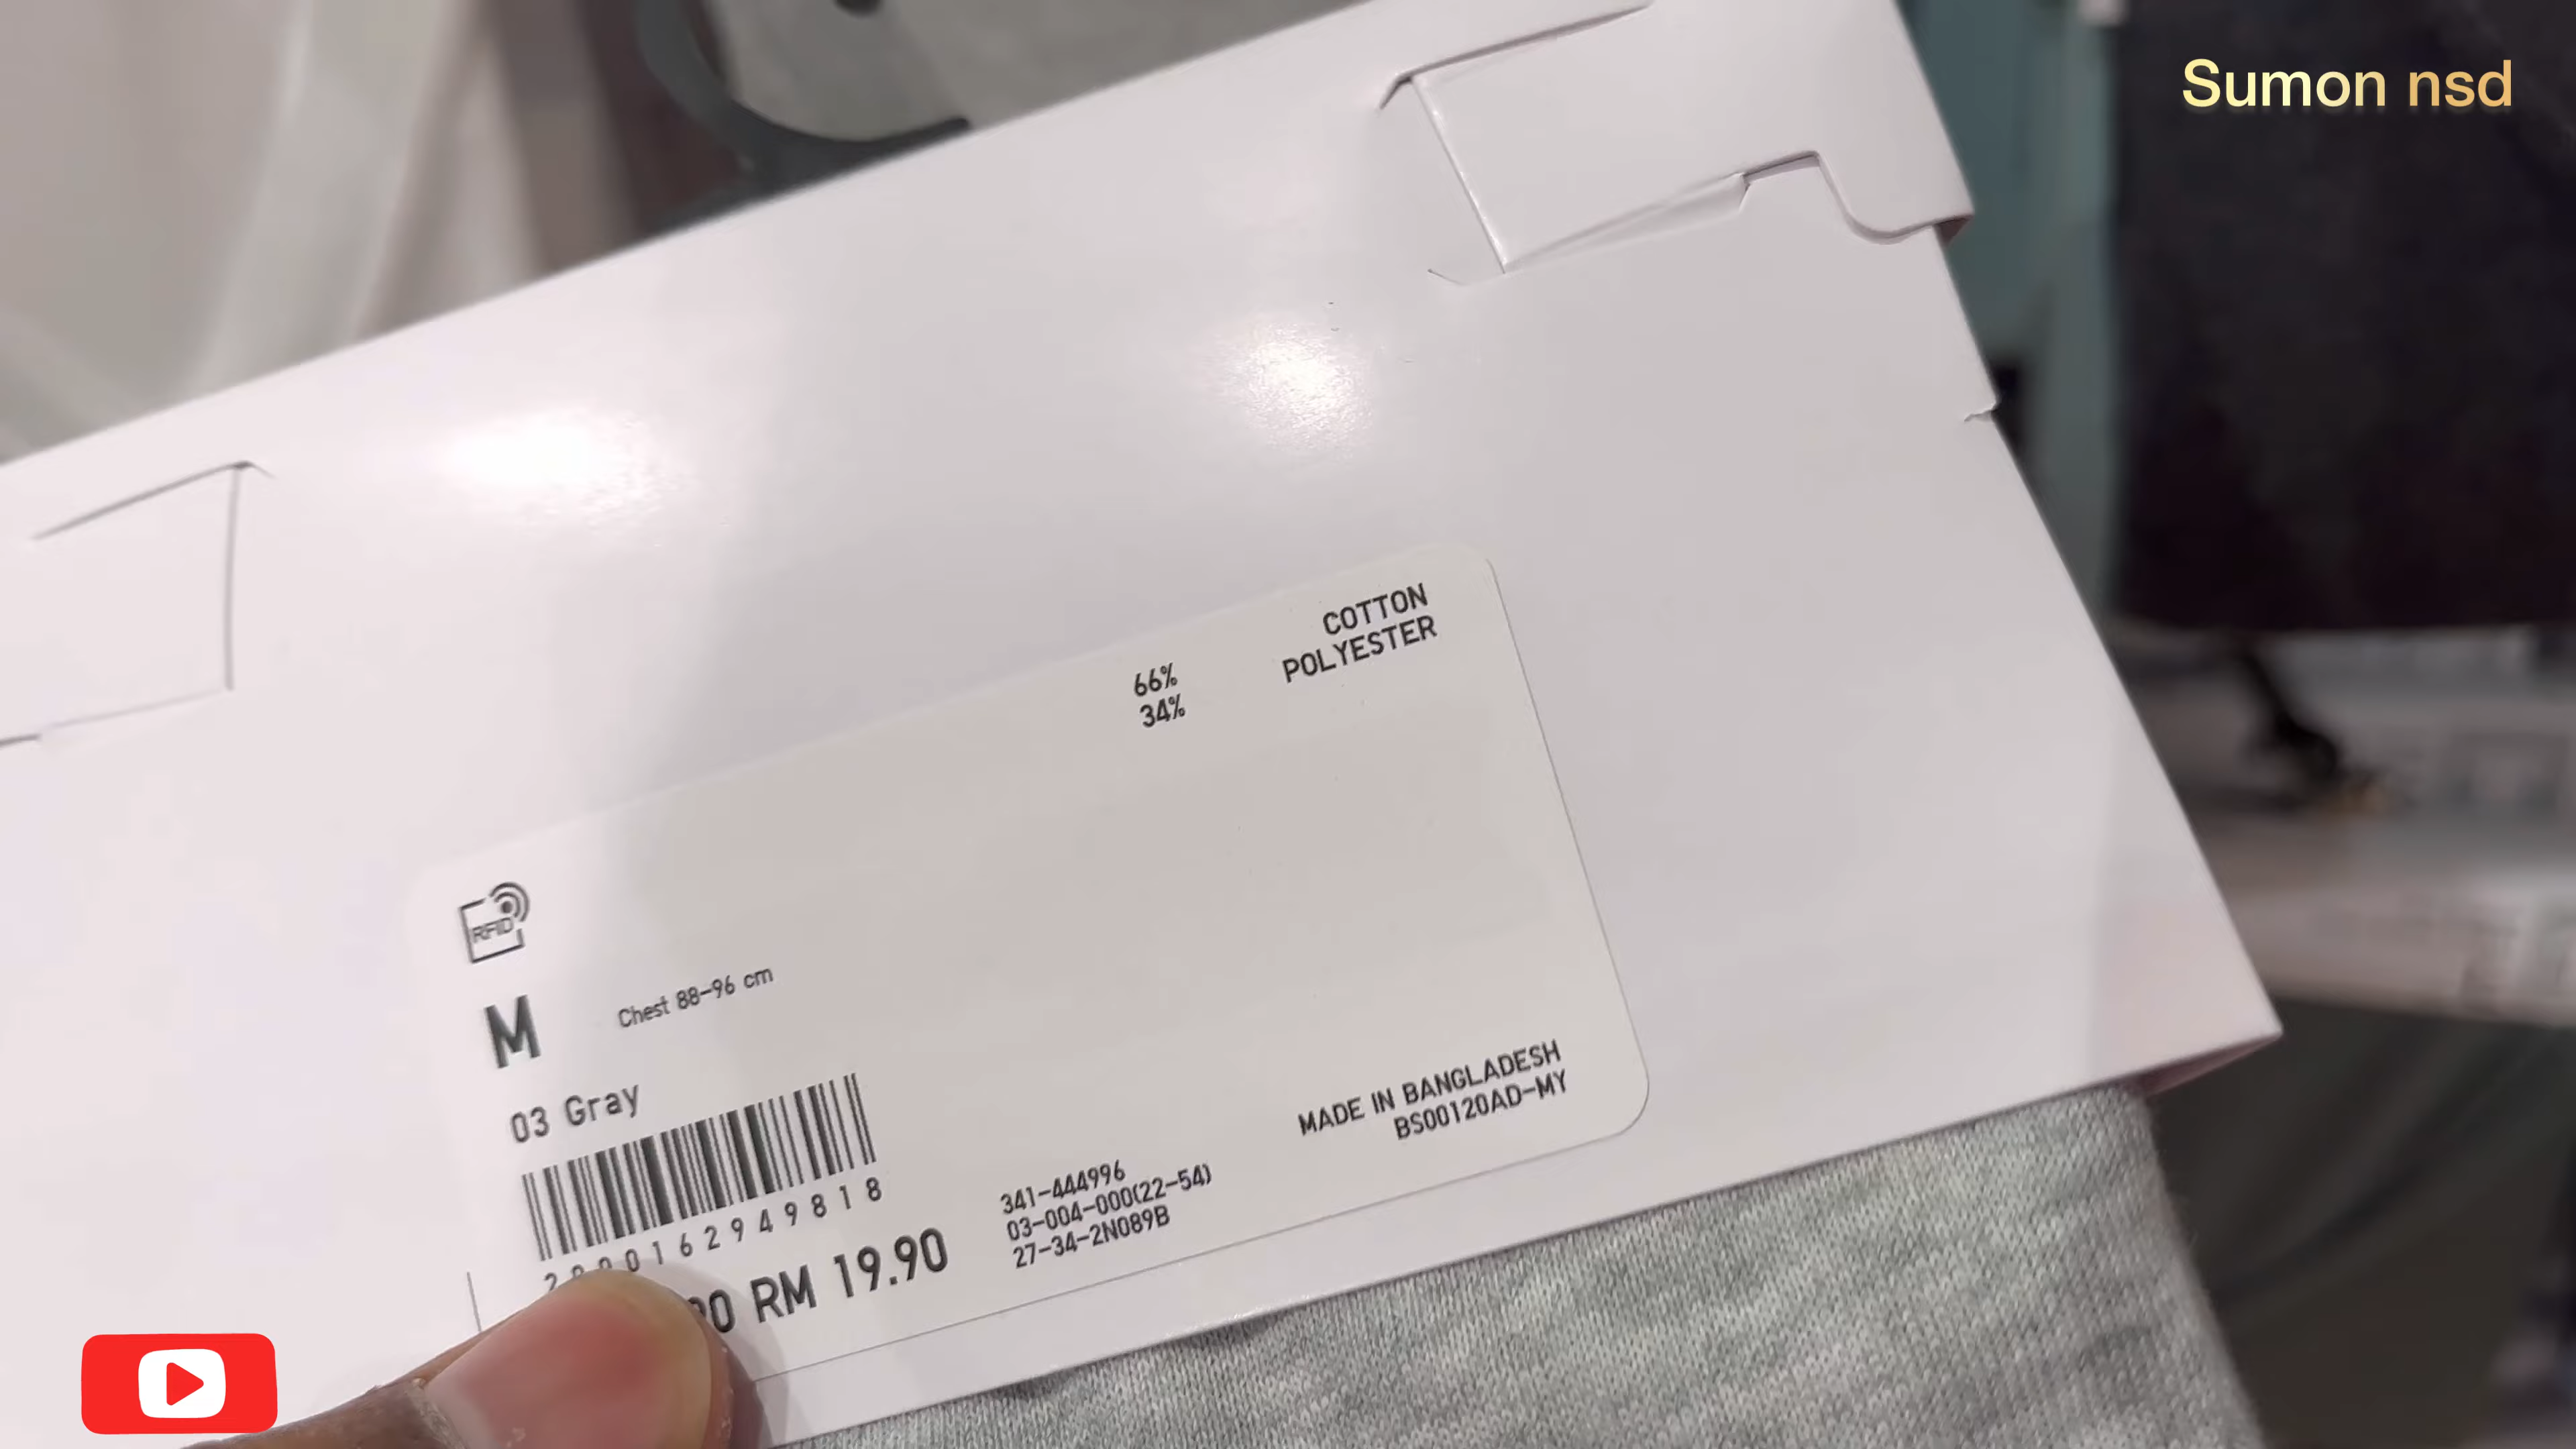 Sumon nsd
COTTON
POLYESTER
66%
34%
RFID
M
Chest 88-96 cm
03 Gray
MADE IN BANGLADESH
BS00120AD-MY
162949818
341-444996
03-004-000(22-54)
27-34-2N089B
RM 19.90